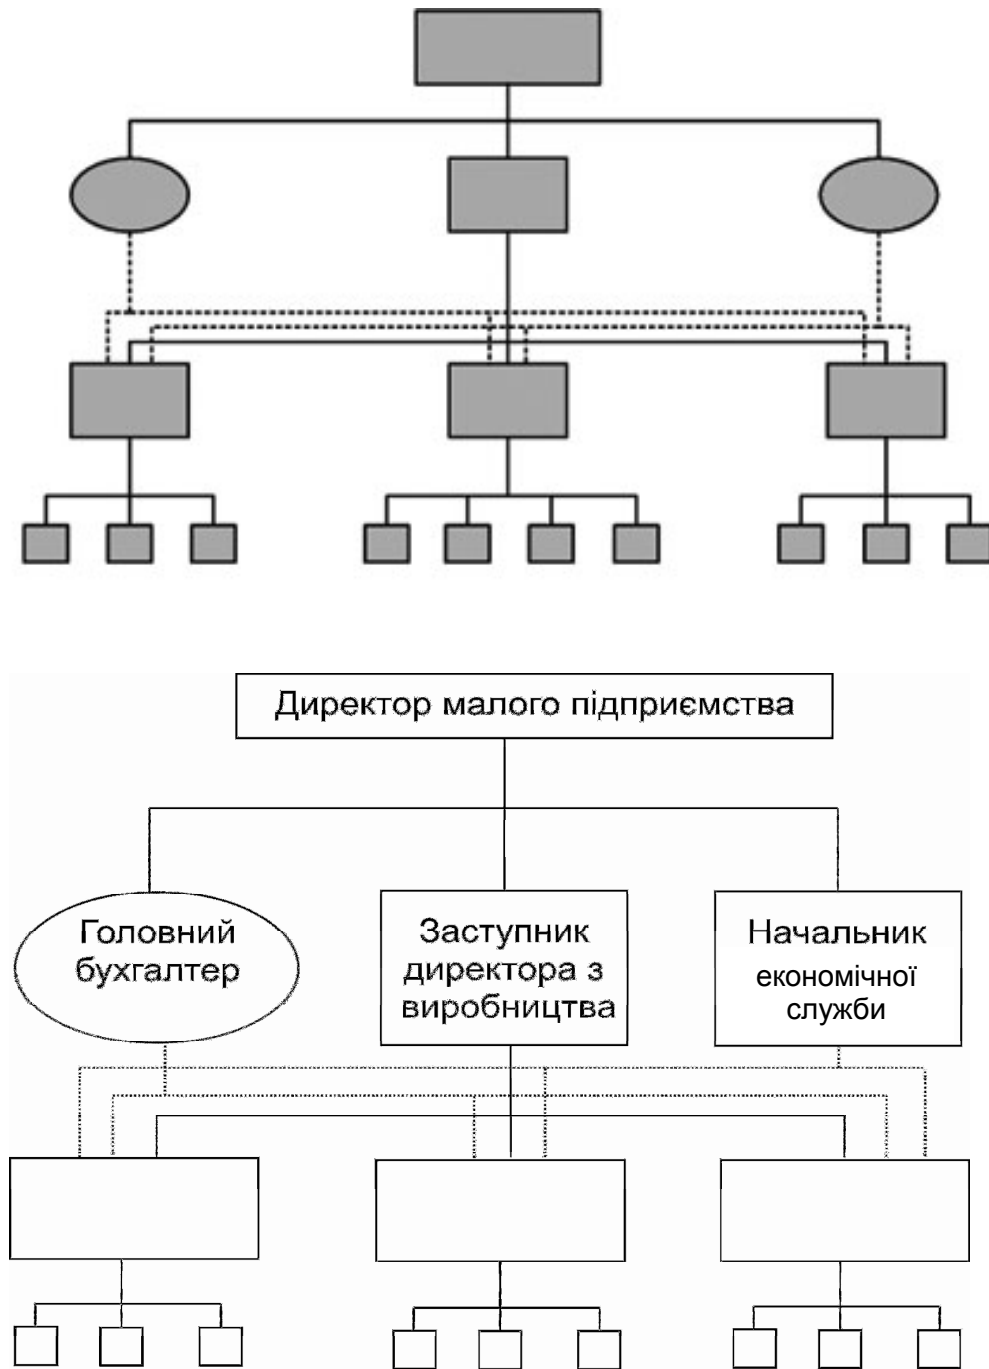 Директор малого підприємства
Головний
бухгалтер
Заступник
директора з
виробництва
Начальник
економічної
служби